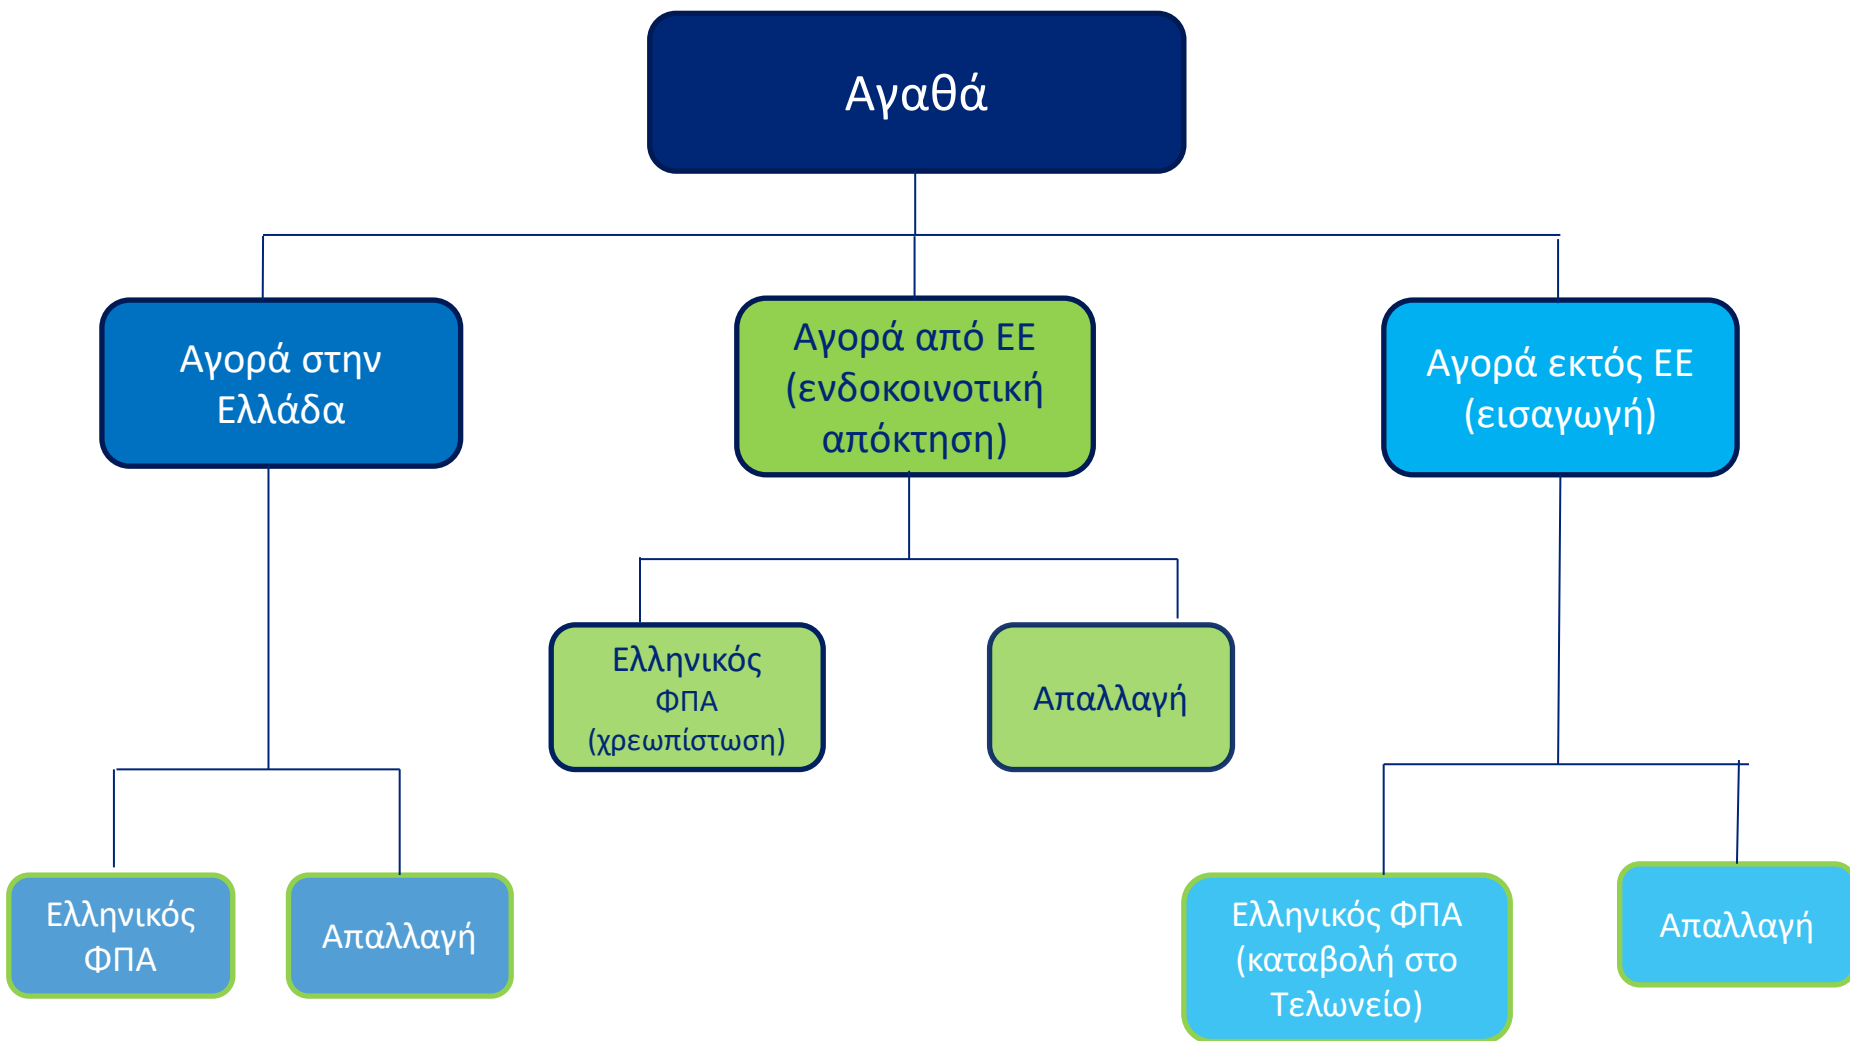 Αγαθά
Αγορά στην
Ελλάδα
Αγορά από ΕΕ
(ενδοκοινοτική
απόκτηση)
Αγορά εκτός ΕΕ
(εισαγωγή)
Ελληνικός
ΦΠΑ
(χρεωπίστωση)
Απαλλαγή
Ελληνικός
ΦΠΑ
Απαλλαγή
Ελληνικός ΦΠΑ
(καταβολή στο
Τελωνείο)
Απαλλαγή